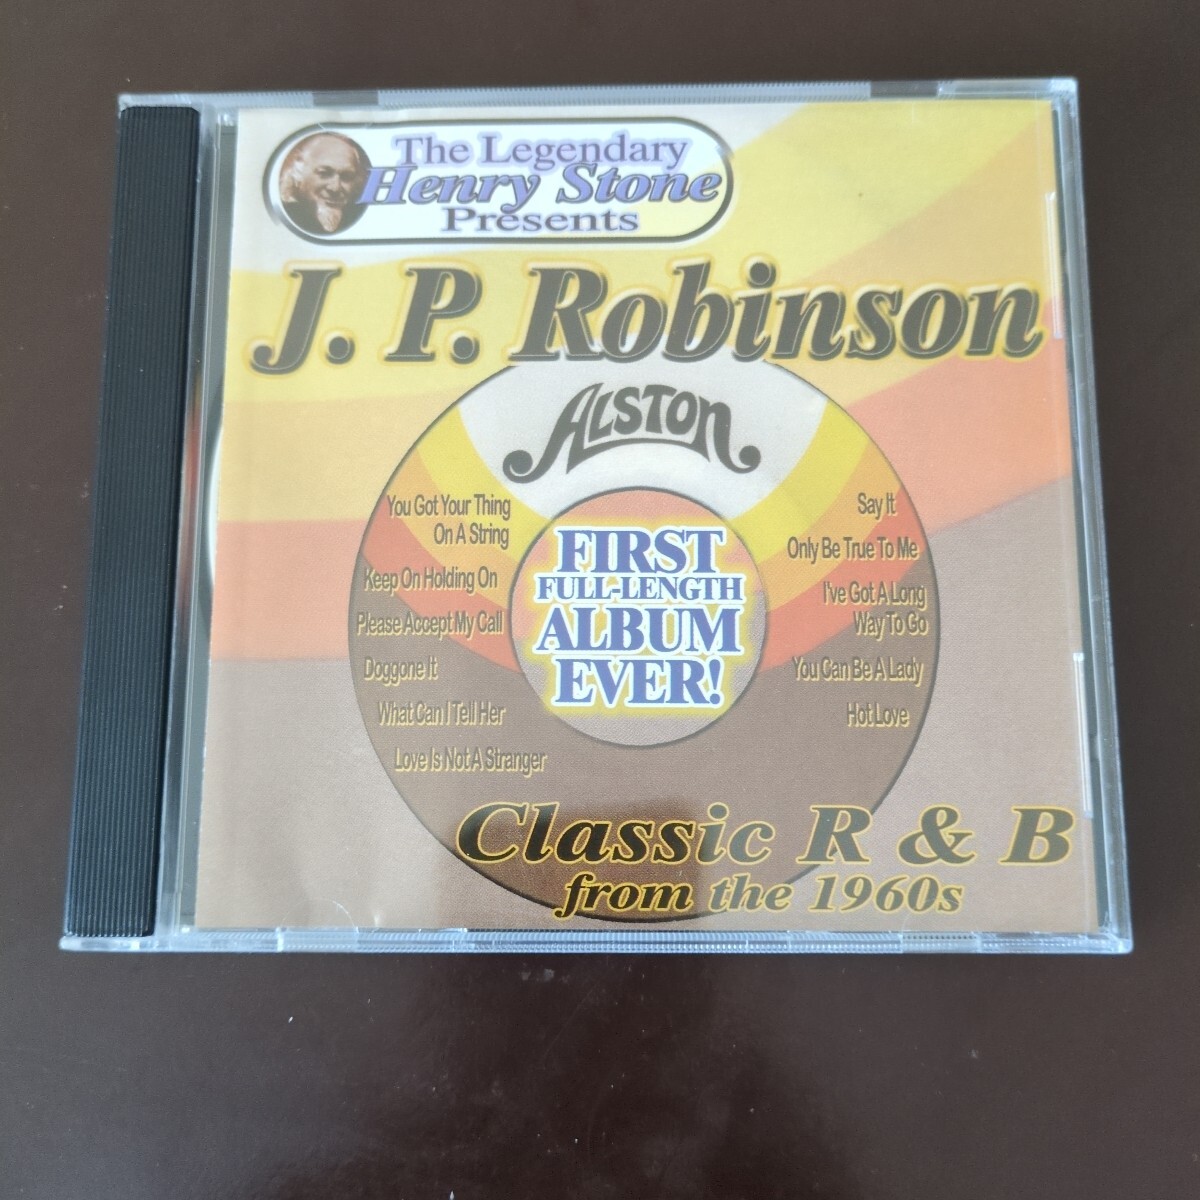 The Legendary
Henry Stone
Presents
J. P. Robinson
ALSTON
You Got Your Thing
On A String
Keep On Holding On
Please Accept My Call
Doggone It
What Can I Tell Her
Love Is Not A Stranger
FIRST
FULL-LENGTH
ALBUM
EVER!
Say It
Only Be True To Me
I've Got A Long
Way To Go
You Can Be A Lady
Hot Love
Classic R & B
from the 1960s